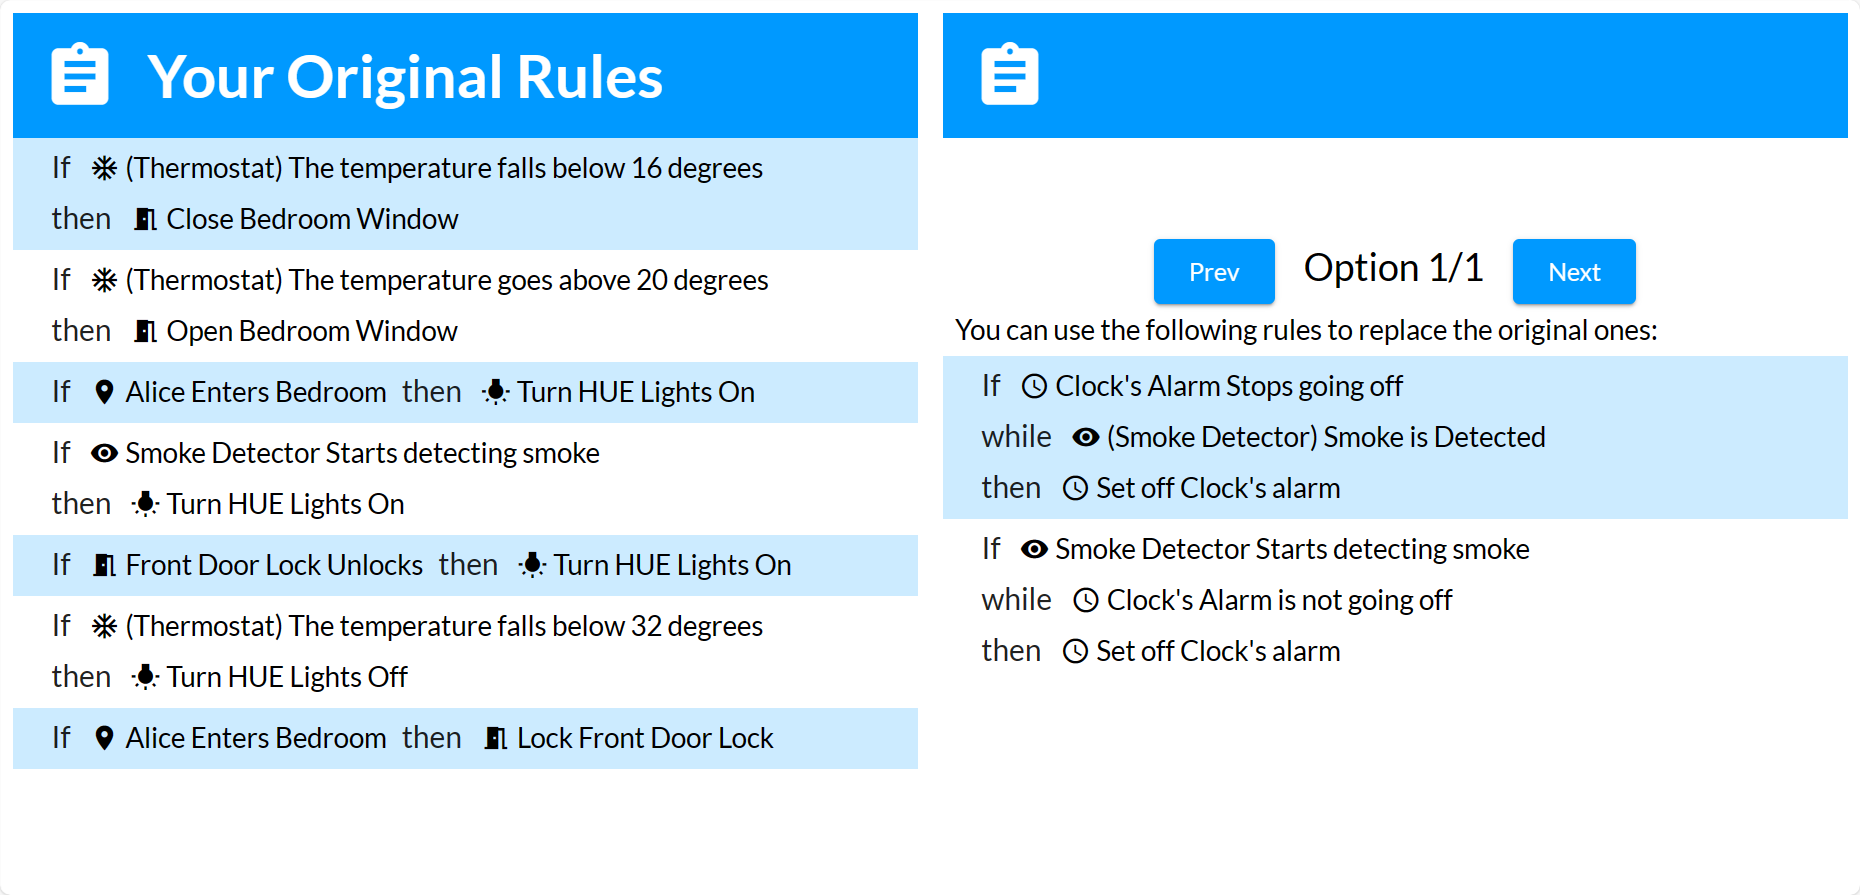 Your Original Rules
If (Thermostat) The temperature falls below 16 degrees
then Close Bedroom Window
If (Thermostat) The temperature goes above 20 degrees
then Open Bedroom Window
If Alice Enters Bedroom then Turn HUE Lights On
If Smoke Detector Starts detecting smoke
then Turn HUE Lights On
If Front Door Lock Unlocks then Turn HUE Lights On
If (Thermostat) The temperature falls below 32 degrees
then Turn HUE Lights Off
If Alice Enters Bedroom then Lock Front Door Lock
Prev Option 1/1 Next
You can use the following rules to replace the original ones:
If Clock's Alarm Stops going off
while (Smoke Detector) Smoke is Detected
then Set off Clock's alarm
If Smoke Detector Starts detecting smoke
while Clock's Alarm is not going off
then Set off Clock's alarm